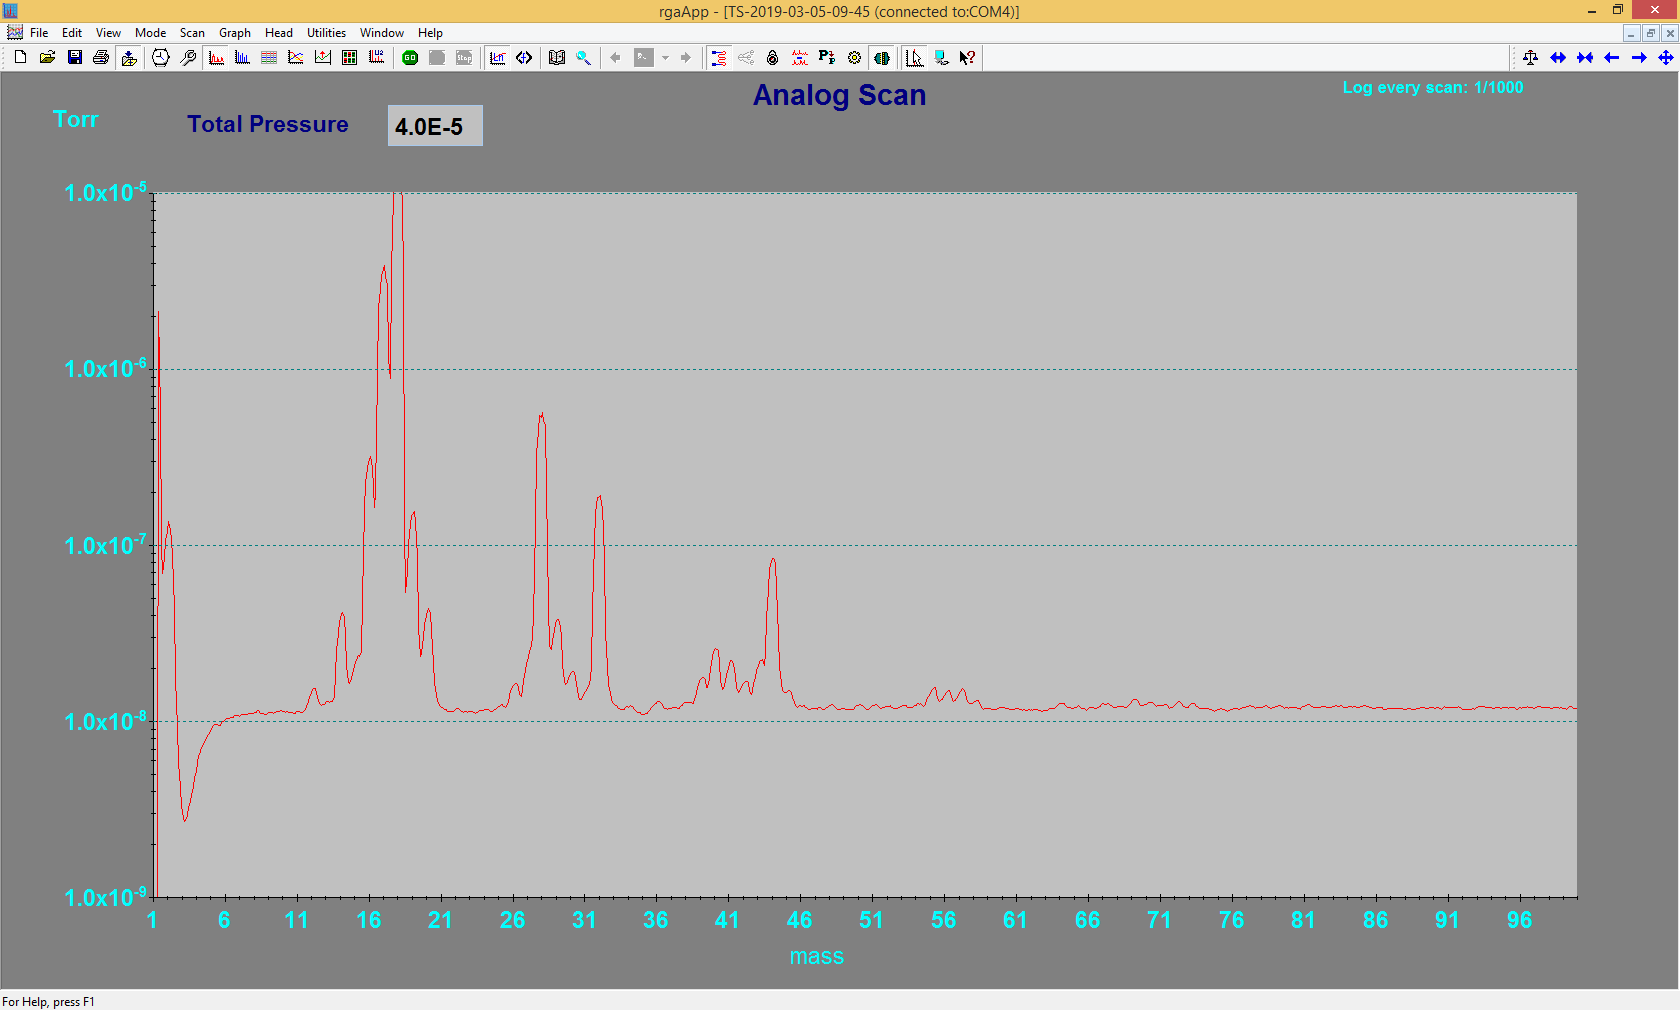 rgaApp - [TS-2019-03-05-09-45 (connected to:COM4)]
File Edit View Mode Scan Graph Head Utilities Window Help
GO Stop
Analog Scan
Log every scan: 1/1000
Torr
Total Pressure 4.0E-5
1.0x10-5
1.0x10-6
1.0x10-7
1.0x10-8
1.0x10-9
1 6 11 16 21 26 31 36 41 46 51 56 61 66 71 76 81 86 91 96
mass
For Help, press F1